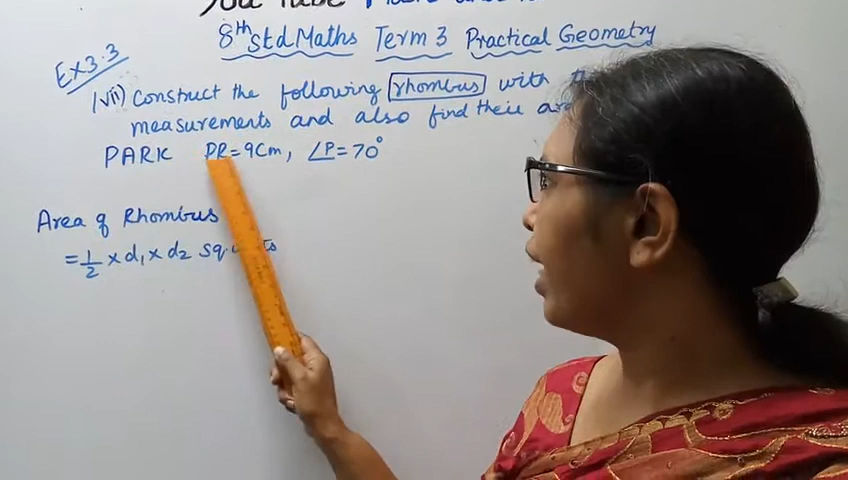 8th Std Maths Term 3 Practical Geometry
Ex 3.3
(vii) Construct the following rhombus with
measurements and also find their
PARK PR = 9Cm, ∠P = 70°
Area of Rhombus
= 1/2 × d1 × d2 sq.